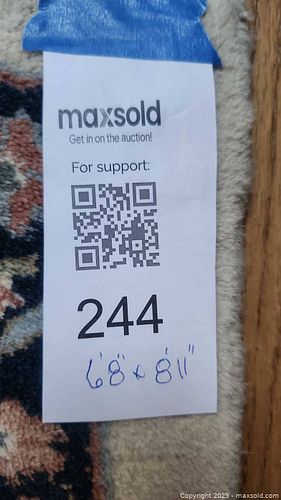 maxsold
Get in on the auction!
For support:
244
6'8" x 8'11"
Copyright © 2025 - maxsold.com